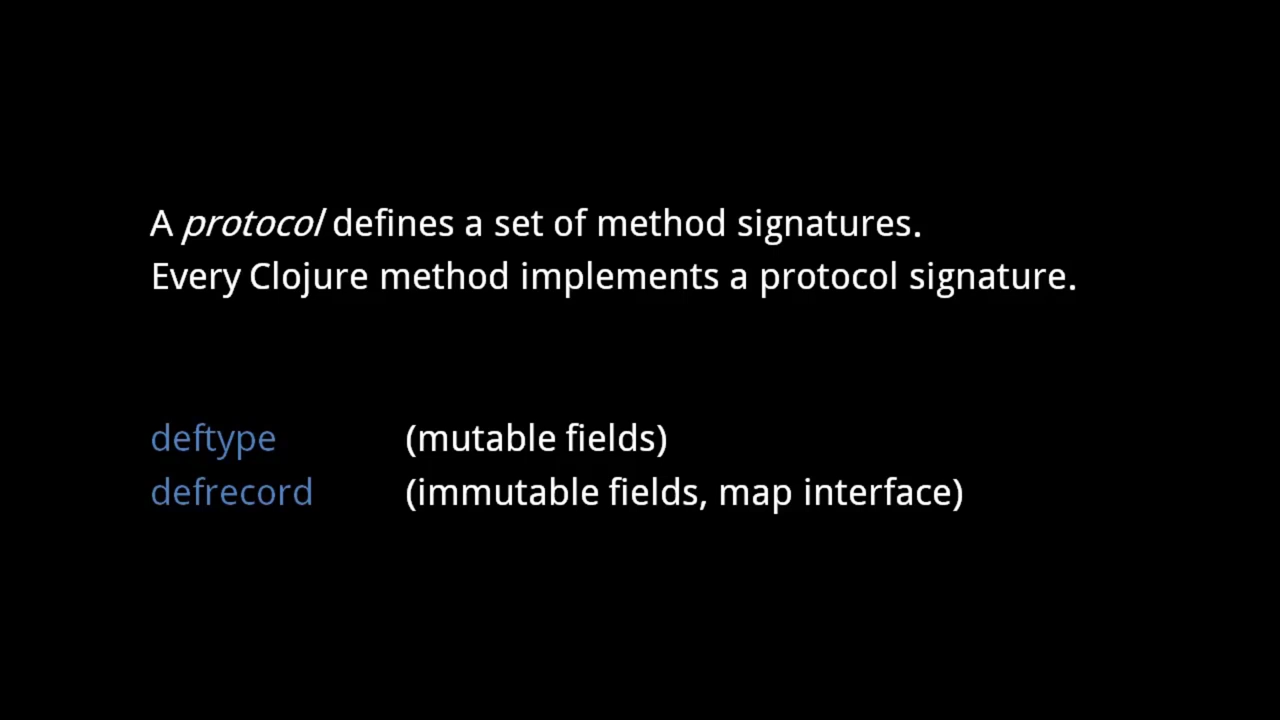 A protocol defines a set of method signatures.
Every Clojure method implements a protocol signature.
deftype (mutable fields)
defrecord (immutable fields, map interface)